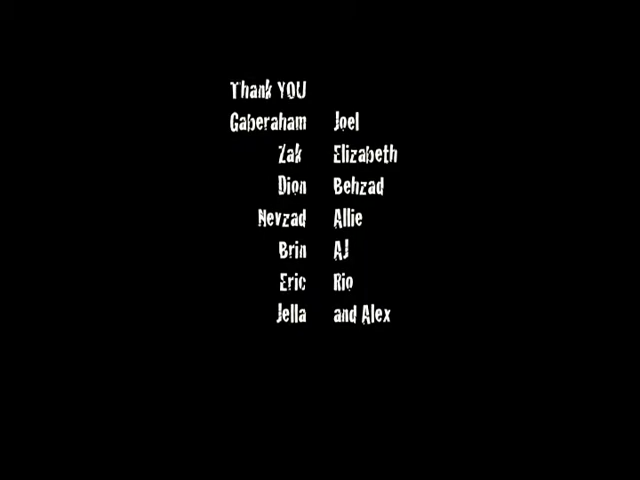 Thank YOU
Gaberaham Joel
Zak Elizabeth
Dion Behzad
Nevzad Allie
Brin AJ
Eric Rio
Jella and Alex